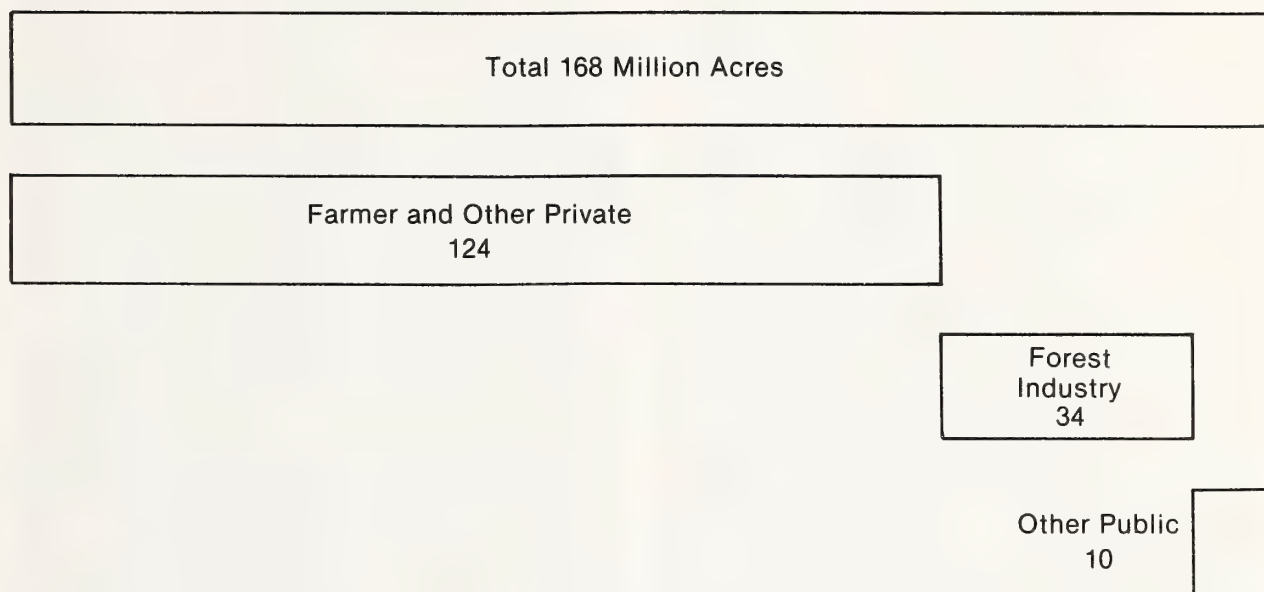 Total 168 Million Acres
Farmer and Other Private
124
Forest
Industry
34
Other Public
10